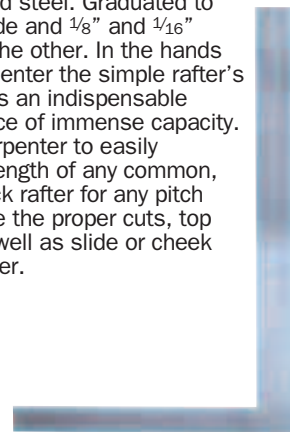 d steel. Graduated to
de and 1/8” and 1/16”
he other. In the hands
enter the simple rafter’s
s an indispensable
ce of immense capacity.
rpenter to easily
ength of any common,
ck rafter for any pitch
e the proper cuts, top
well as slide or cheek
er.